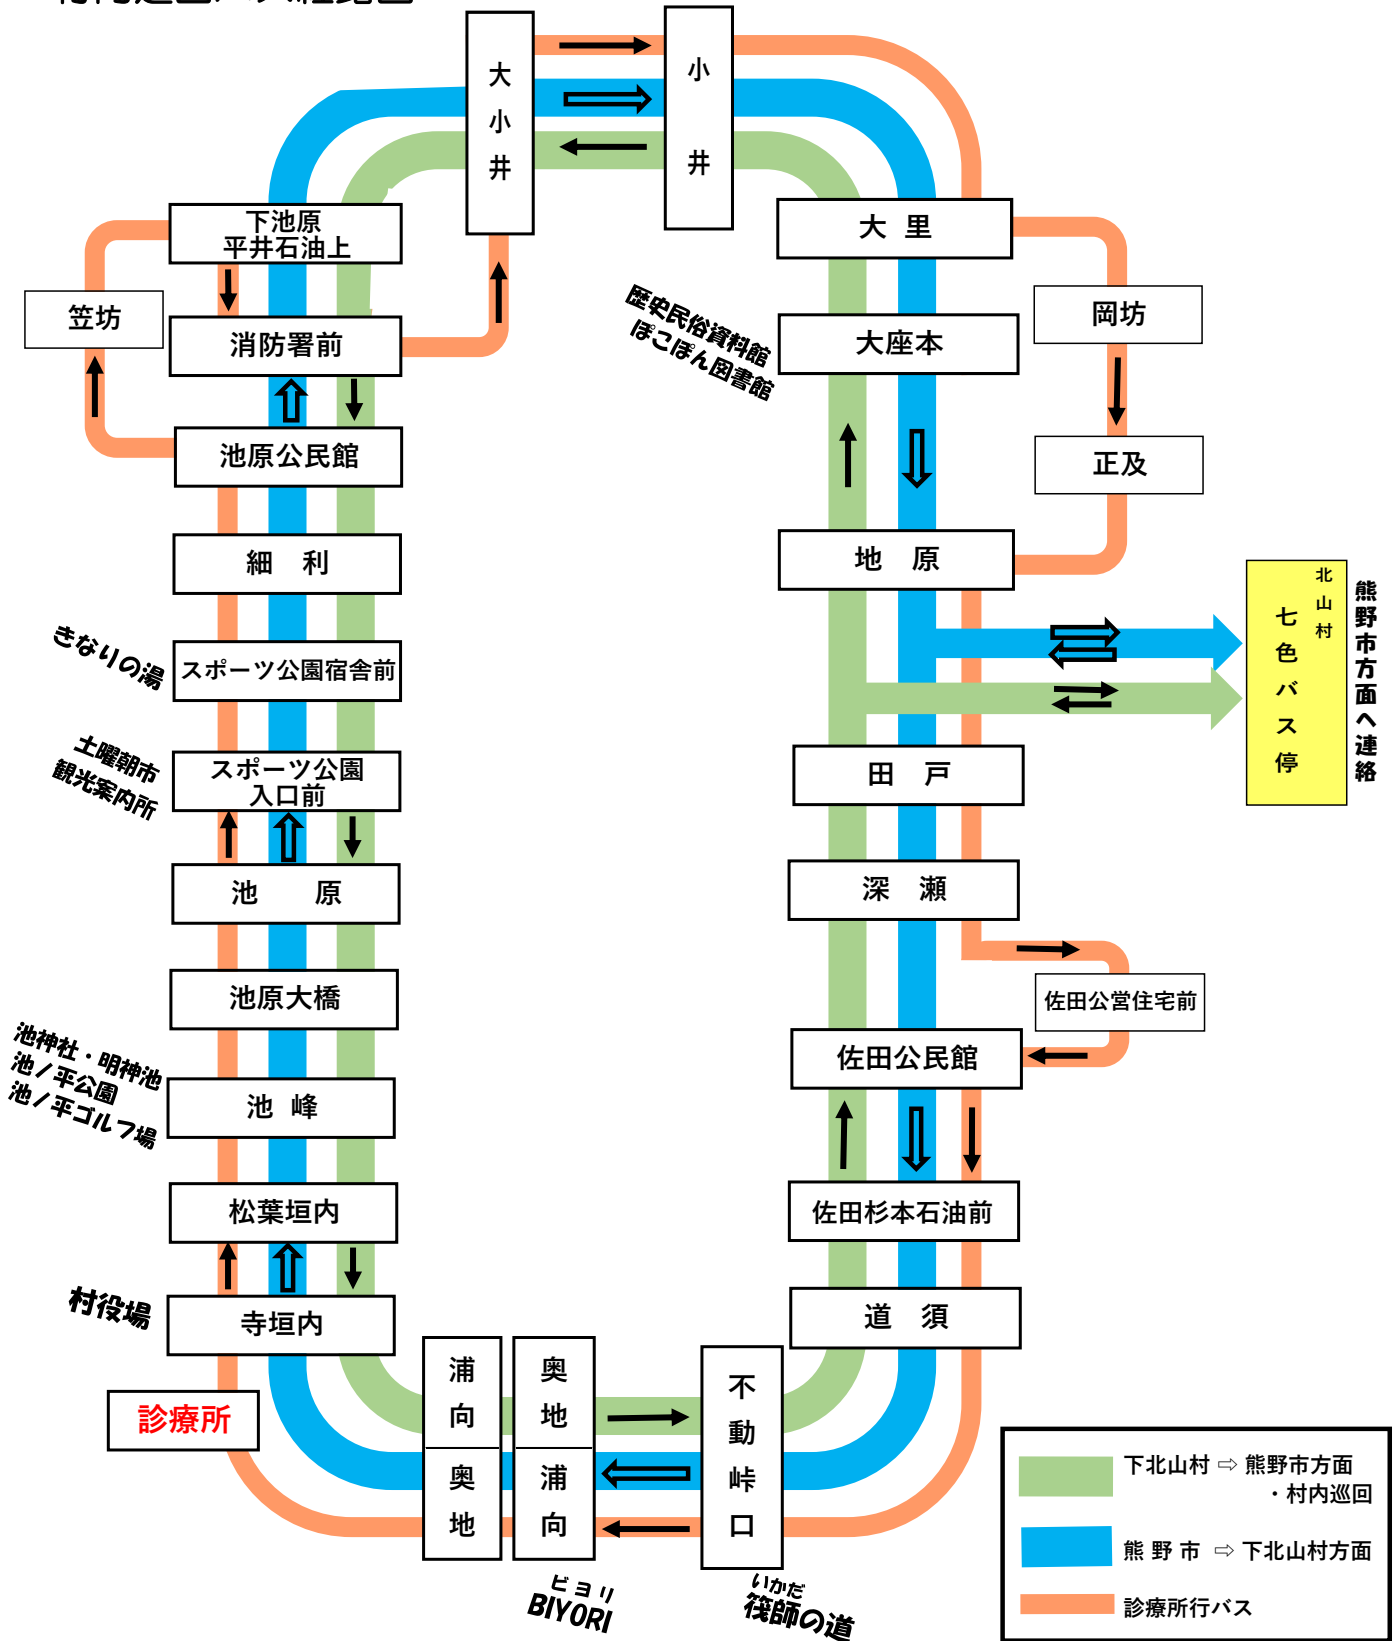 大小井
小井
下池原
平井石油上
大 里
笠坊
消防署前
歴史民俗資料館
ぽこぽん図書館
大座本
岡坊
池原公民館
正及
細 利
地 原
北山村
七色バス停
熊野市方面へ連絡
きなりの湯
スポーツ公園宿舎前
土曜朝市
観光案内所
スポーツ公園
入口前
田 戸
池 原
深 瀬
池原大橋
佐田公営住宅前
池神社・明神池
池ノ平公園
池ノ平ゴルフ場
池 峰
佐田公民館
松葉垣内
佐田杉本石油前
村役場
寺垣内
道 須
診療所
浦向
奥地
奥地
浦向
不動峠口
ビヨリ
BIYORI
いかだ
筏師の道
下北山村 ⇨ 熊野市方面
・村内巡回
熊 野 市 ⇨ 下北山村方面
診療所行バス